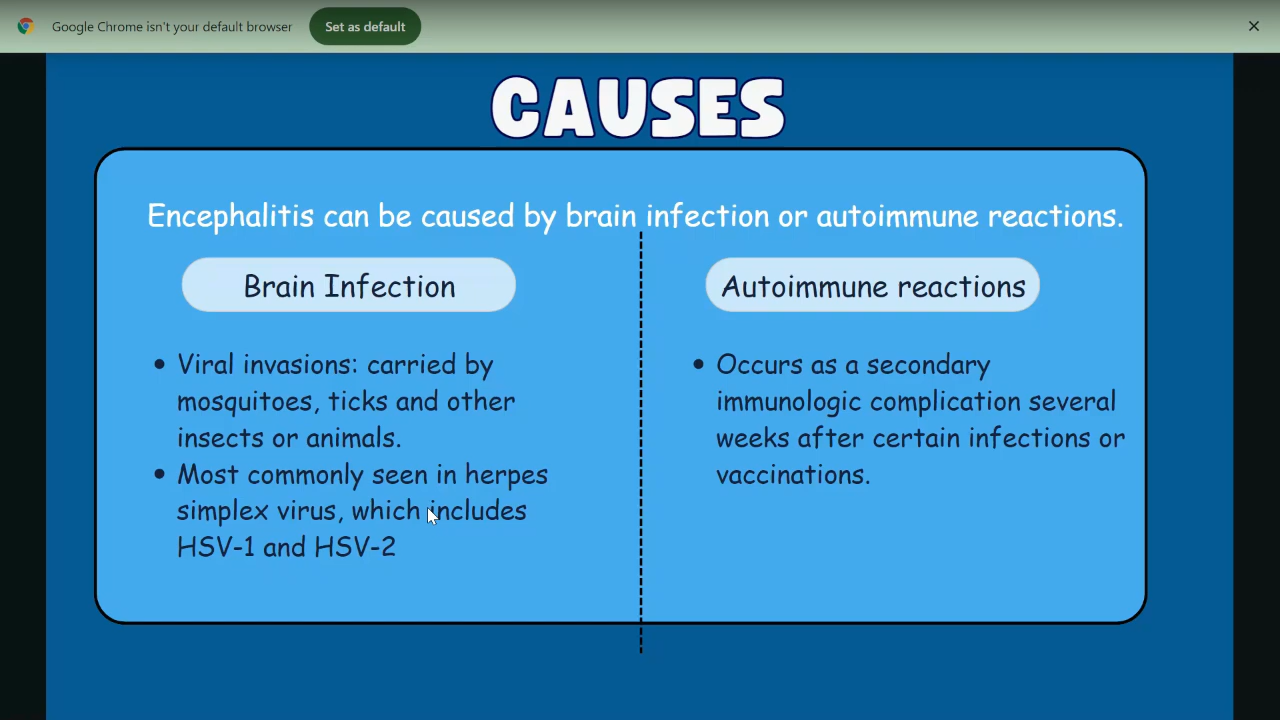 Google Chrome isn't your default browser
Set as default
CAUSES
Encephalitis can be caused by brain infection or autoimmune reactions.
Brain Infection
• Viral invasions: carried by
mosquitoes, ticks and other
insects or animals.
• Most commonly seen in herpes
simplex virus, which includes
HSV-1 and HSV-2
Autoimmune reactions
• Occurs as a secondary
immunologic complication several
weeks after certain infections or
vaccinations.